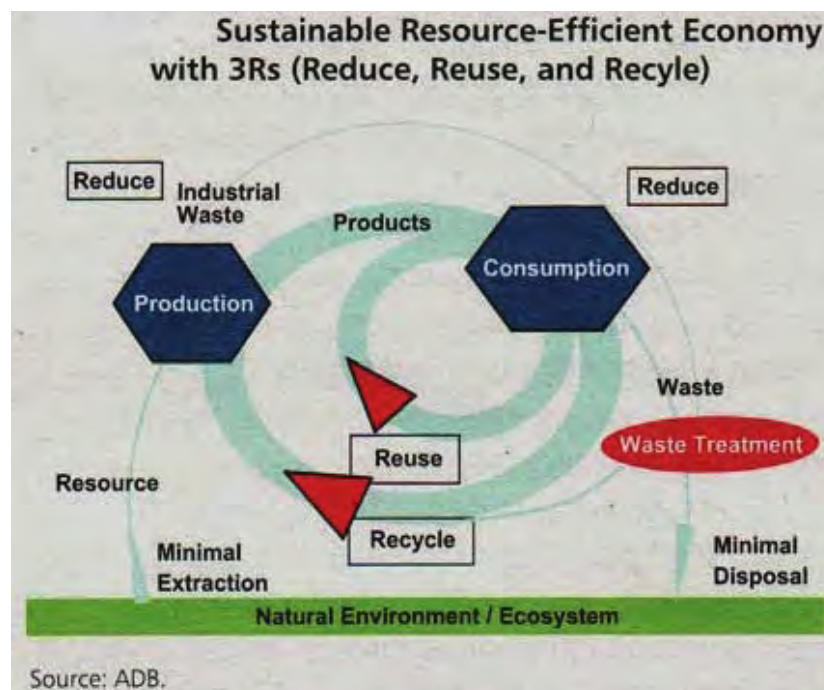 Sustainable Resource-Efficient Economy
with 3Rs (Reduce, Reuse, and Recyle)
Reduce
Industrial
Waste
Products
Reduce
Consumption
Production
Waste
Waste Treatment
Reuse
Resource
Recycle
Minimal
Extraction
Minimal
Disposal
Natural Environment / Ecosystem
Source: ADB.